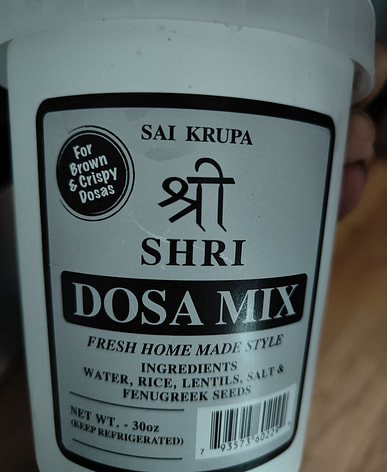 SAI KRUPA
For
Brown
& Crispy
Dosas
श्री
SHRI
DOSA MIX
FRESH HOME MADE STYLE
INGREDIENTS
WATER, RICE, LENTILS, SALT &
FENUGREEK SEEDS
NET WT. - 30oz
(KEEP REFRIGERATED)